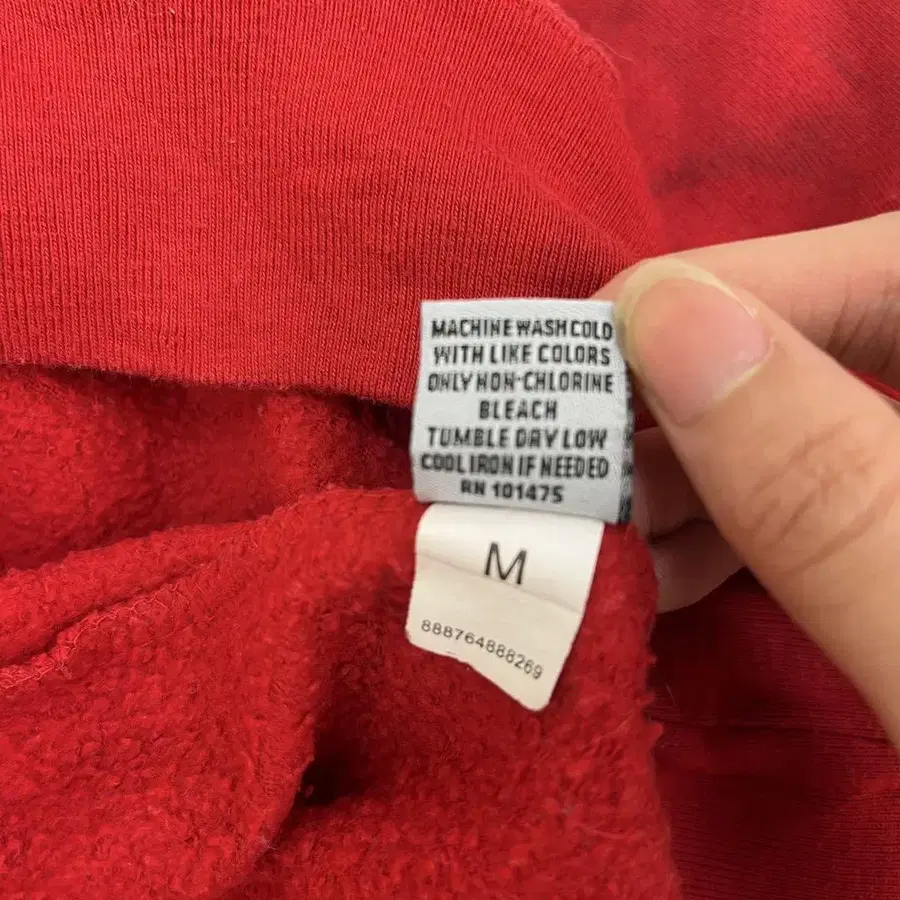 MACHINE WASH COLD
WITH LIKE COLORS
ONLY NON-CHLORINE
BLEACH
TUMBLE DRY LOW
COOL IRON IF NEEDED
RN 101475
M
888764888269